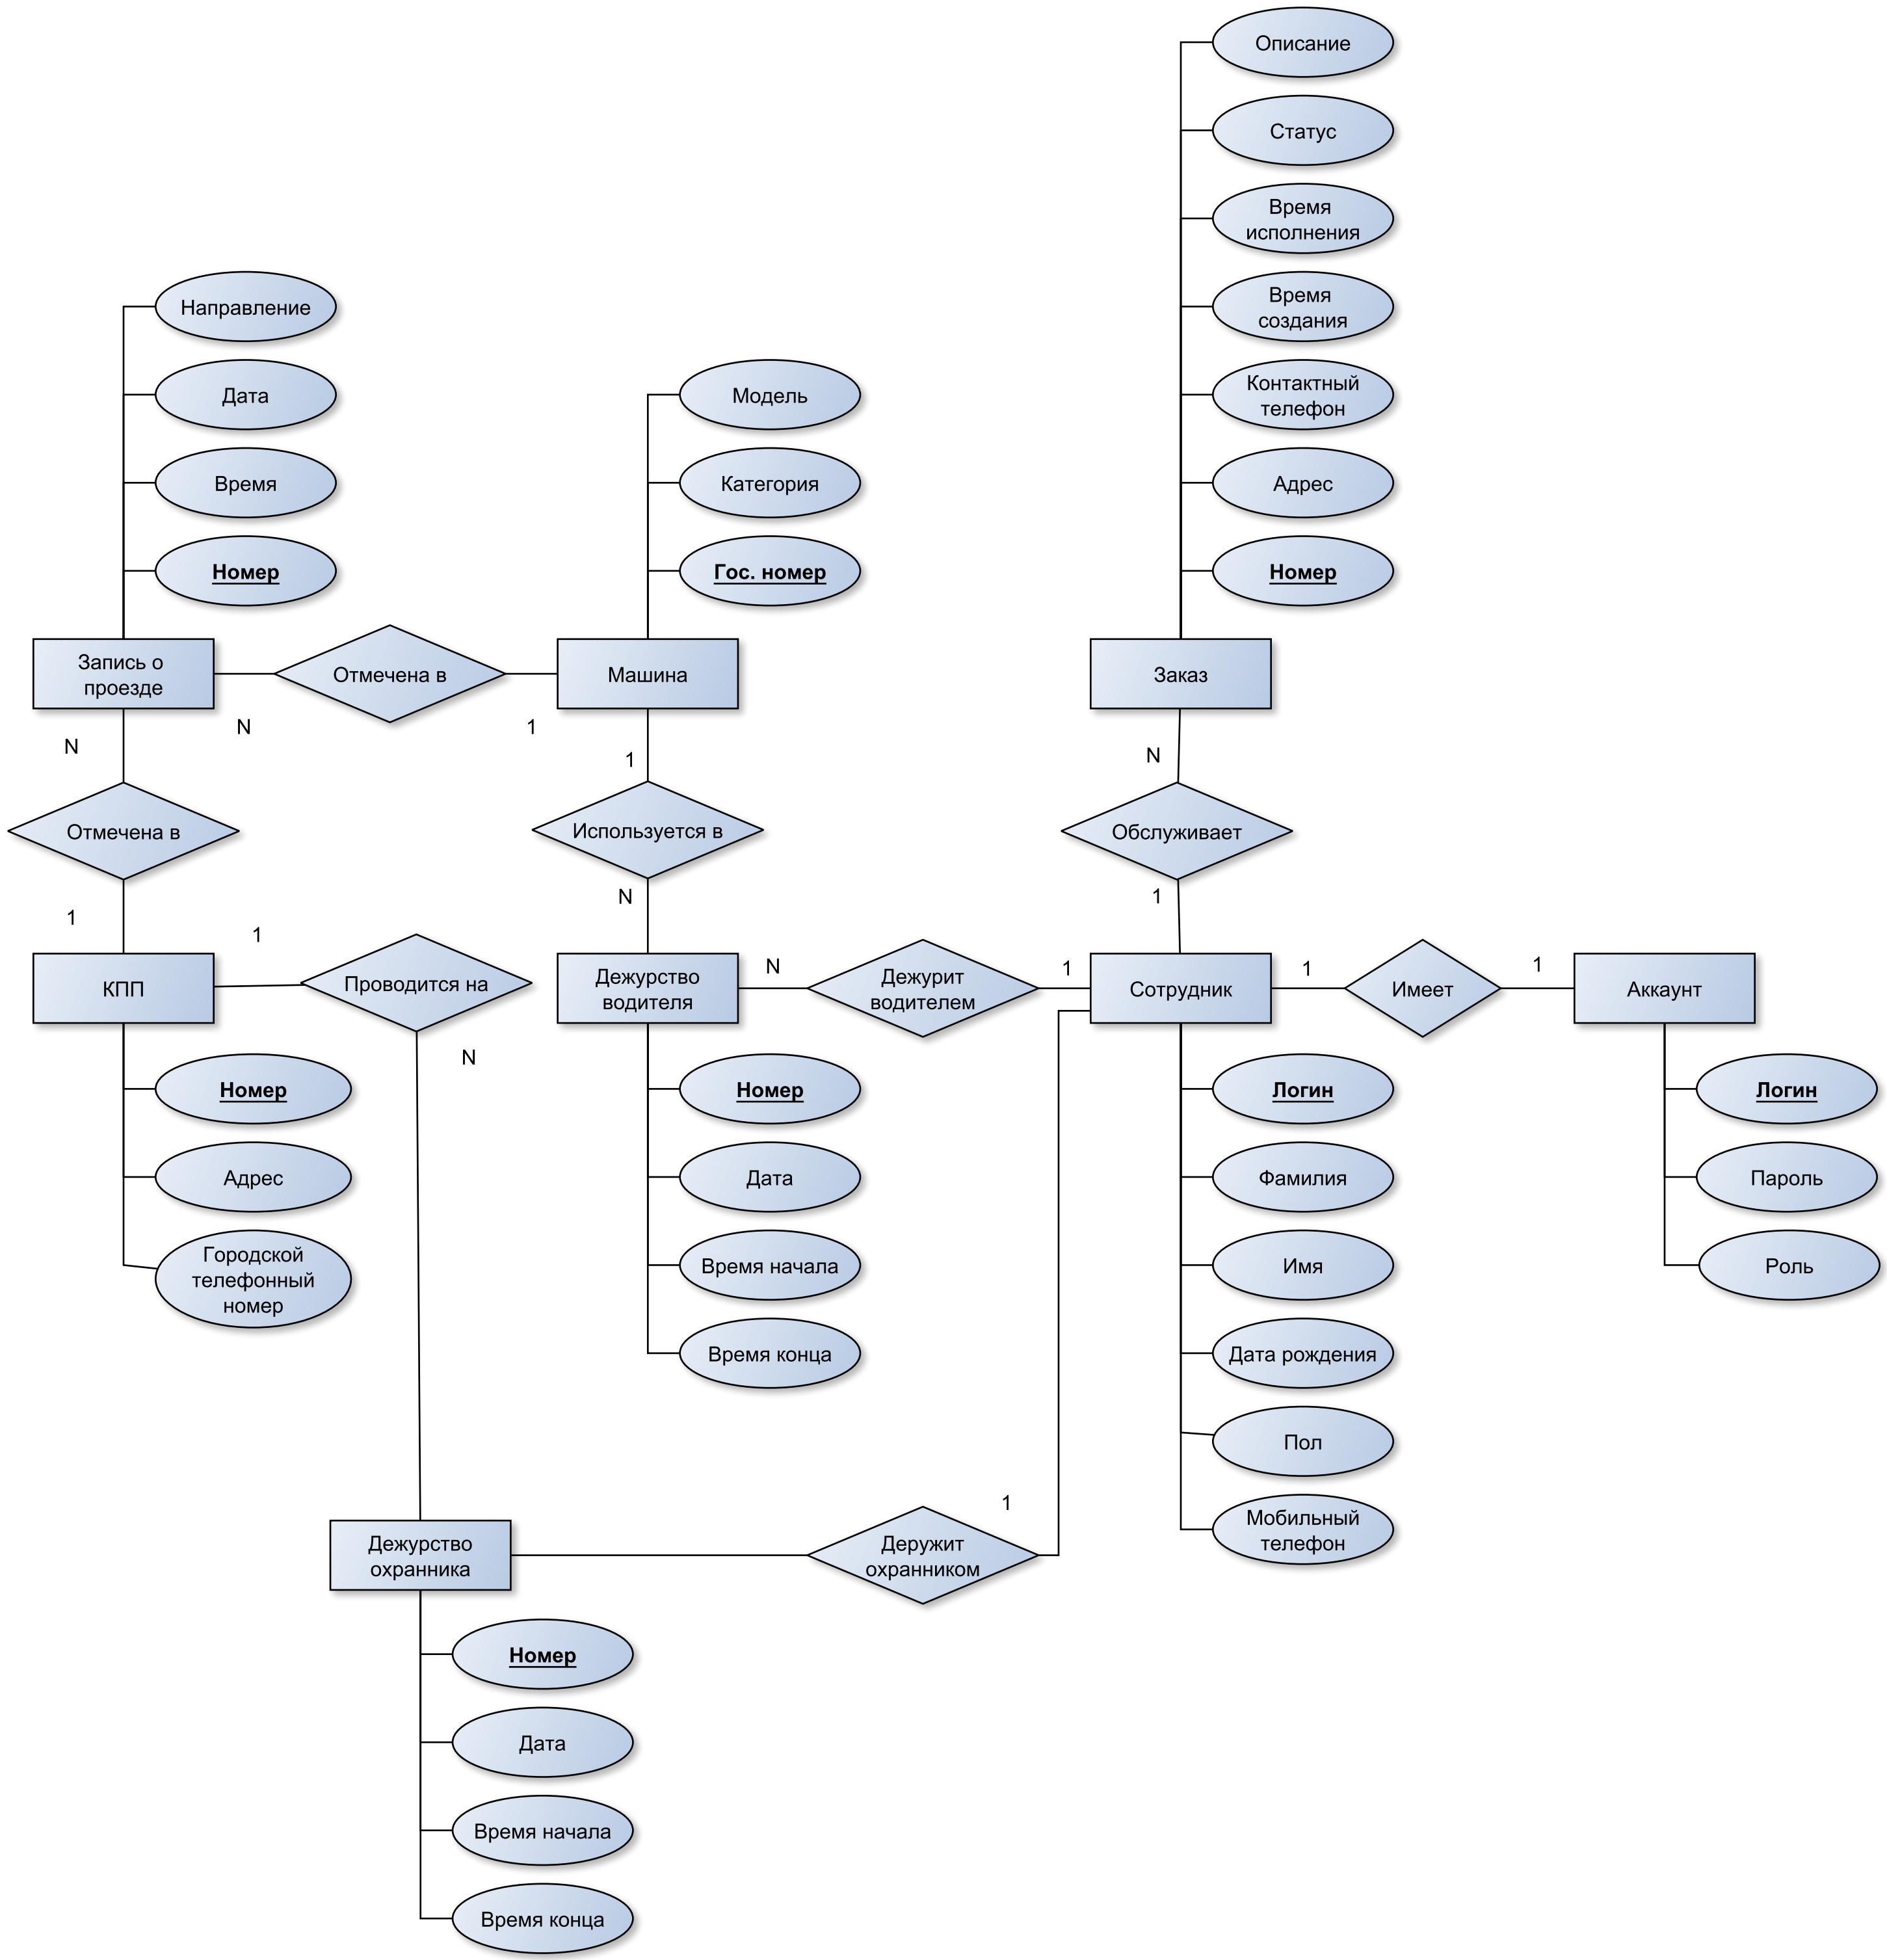 Описание
Статус
Время
исполнения
Время
создания
Контактный
телефон
Адрес
Номер
Направление
Дата
Время
Номер
Модель
Категория
Гос. номер
Запись о
проезде
Отмечена в
Машина
Заказ
N
1
N
1
N
Отмечена в
Используется в
Обслуживает
1
N
1
КПП
1
Проводится на
N
Дежурство
водителя
N
Дежурит
водителем
1
Сотрудник
1
Имеет
1
Аккаунт
Номер
Адрес
Городской
телефонный
номер
Номер
Дата
Время начала
Время конца
Логин
Фамилия
Имя
Дата рождения
Пол
Мобильный
телефон
Логин
Пароль
Роль
Дежурство
охранника
Деружит
охранником
1
Номер
Дата
Время начала
Время конца